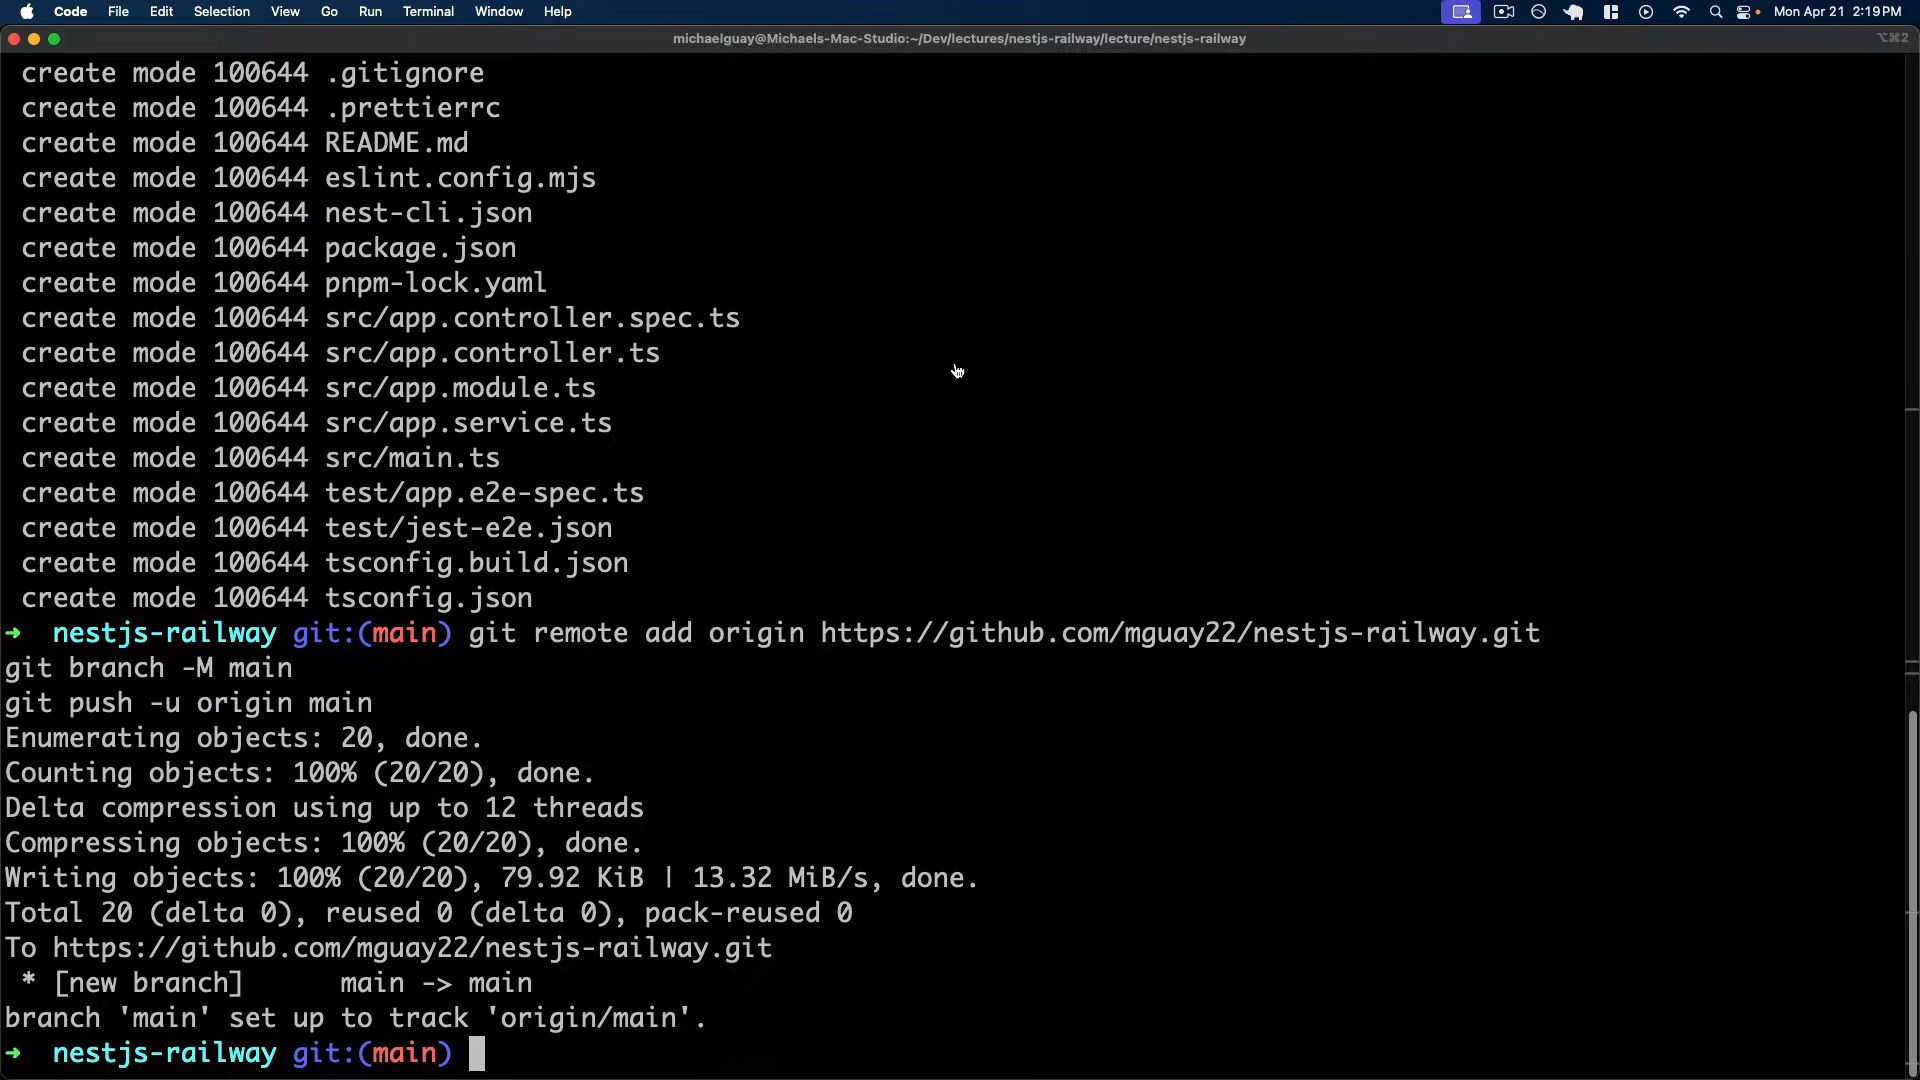 Code File Edit Selection View Go Run Terminal Window Help Mon Apr 21 2:19 PM
michaelguay@Michaels-Mac-Studio:~/Dev/lectures/nestjs-railway/lecture/nestjs-railway ⌥⌘2
create mode 100644 .gitignore
create mode 100644 .prettierrc
create mode 100644 README.md
create mode 100644 eslint.config.mjs
create mode 100644 nest-cli.json
create mode 100644 package.json
create mode 100644 pnpm-lock.yaml
create mode 100644 src/app.controller.spec.ts
create mode 100644 src/app.controller.ts
create mode 100644 src/app.module.ts
create mode 100644 src/app.service.ts
create mode 100644 src/main.ts
create mode 100644 test/app.e2e-spec.ts
create mode 100644 test/jest-e2e.json
create mode 100644 tsconfig.build.json
create mode 100644 tsconfig.json
➜ nestjs-railway git:(main) git remote add origin https://github.com/mguay22/nestjs-railway.git
git branch -M main
git push -u origin main
Enumerating objects: 20, done.
Counting objects: 100% (20/20), done.
Delta compression using up to 12 threads
Compressing objects: 100% (20/20), done.
Writing objects: 100% (20/20), 79.92 KiB | 13.32 MiB/s, done.
Total 20 (delta 0), reused 0 (delta 0), pack-reused 0
To https://github.com/mguay22/nestjs-railway.git
* [new branch] main -> main
branch 'main' set up to track 'origin/main'.
➜ nestjs-railway git:(main)